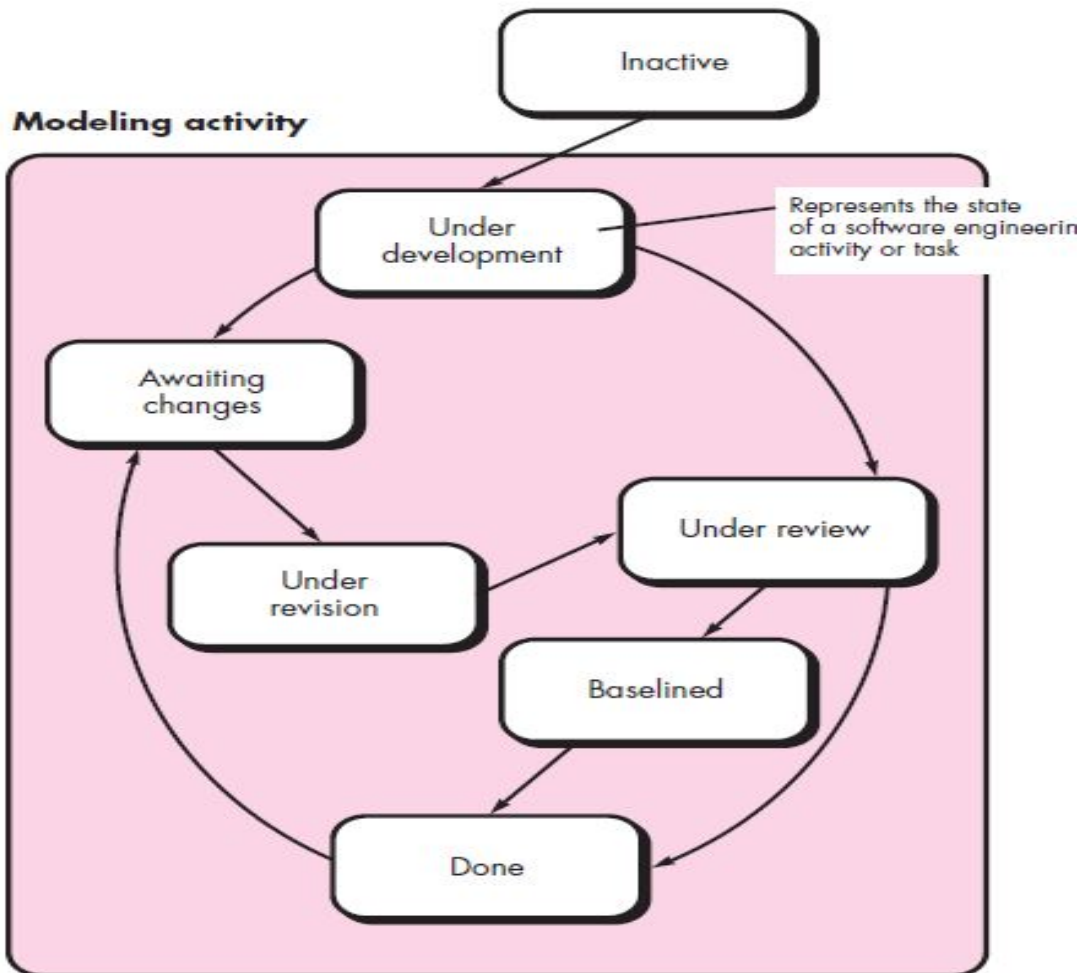 Inactive
Modeling activity
Under
development
Represents the state
of a software engineerin
activity or task
Awaiting
changes
Under review
Under
revision
Baselined
Done